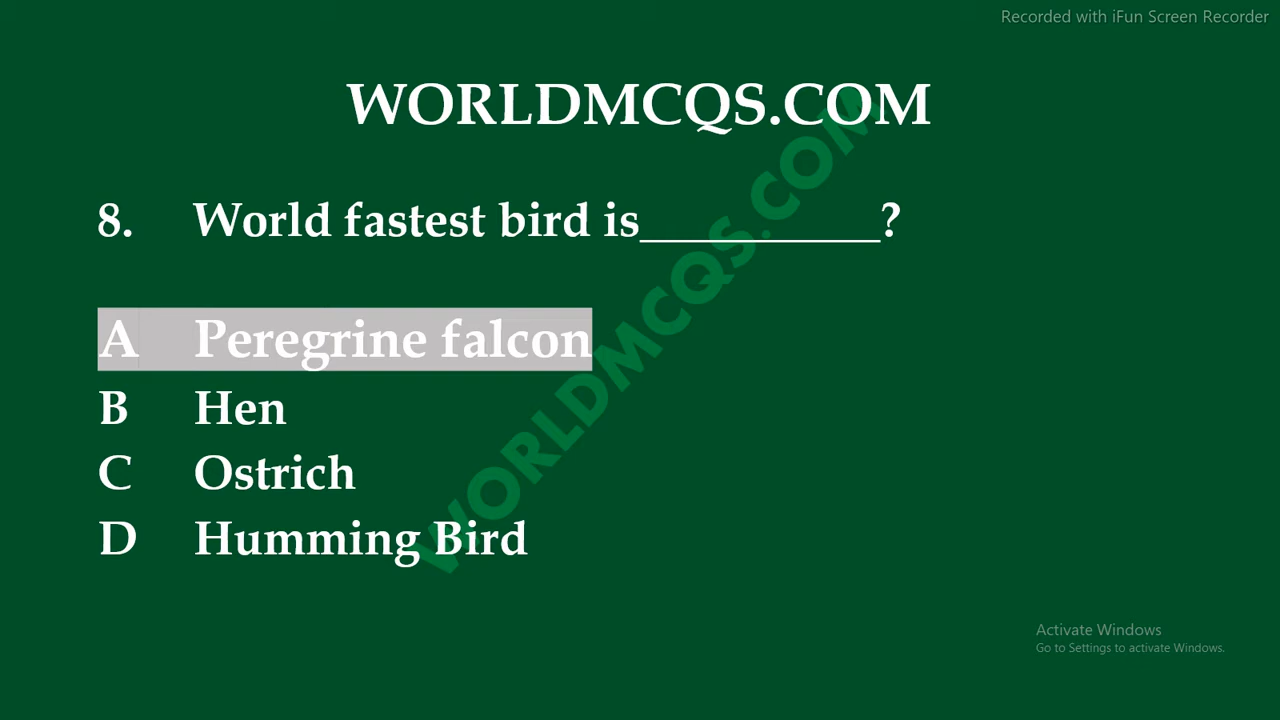 Recorded with iFun Screen Recorder
WORLDMCQS.COM
8. World fastest bird is__________?
A Peregrine falcon
B Hen
C Ostrich
D Humming Bird
WORLDMCQS.COM
Activate Windows
Go to Settings to activate Windows.